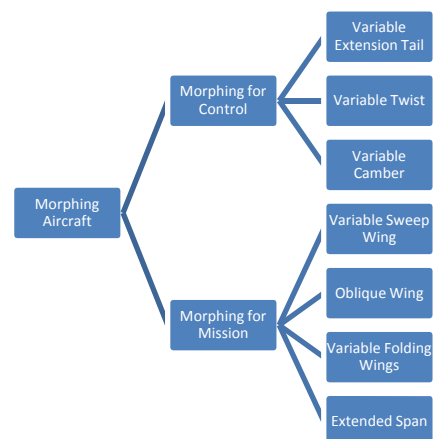 Morphing
Aircraft
Morphing for
Control
Variable
Extension Tail
Variable Twist
Variable
Camber
Morphing for
Mission
Variable Sweep
Wing
Oblique Wing
Variable Folding
Wings
Extended Span